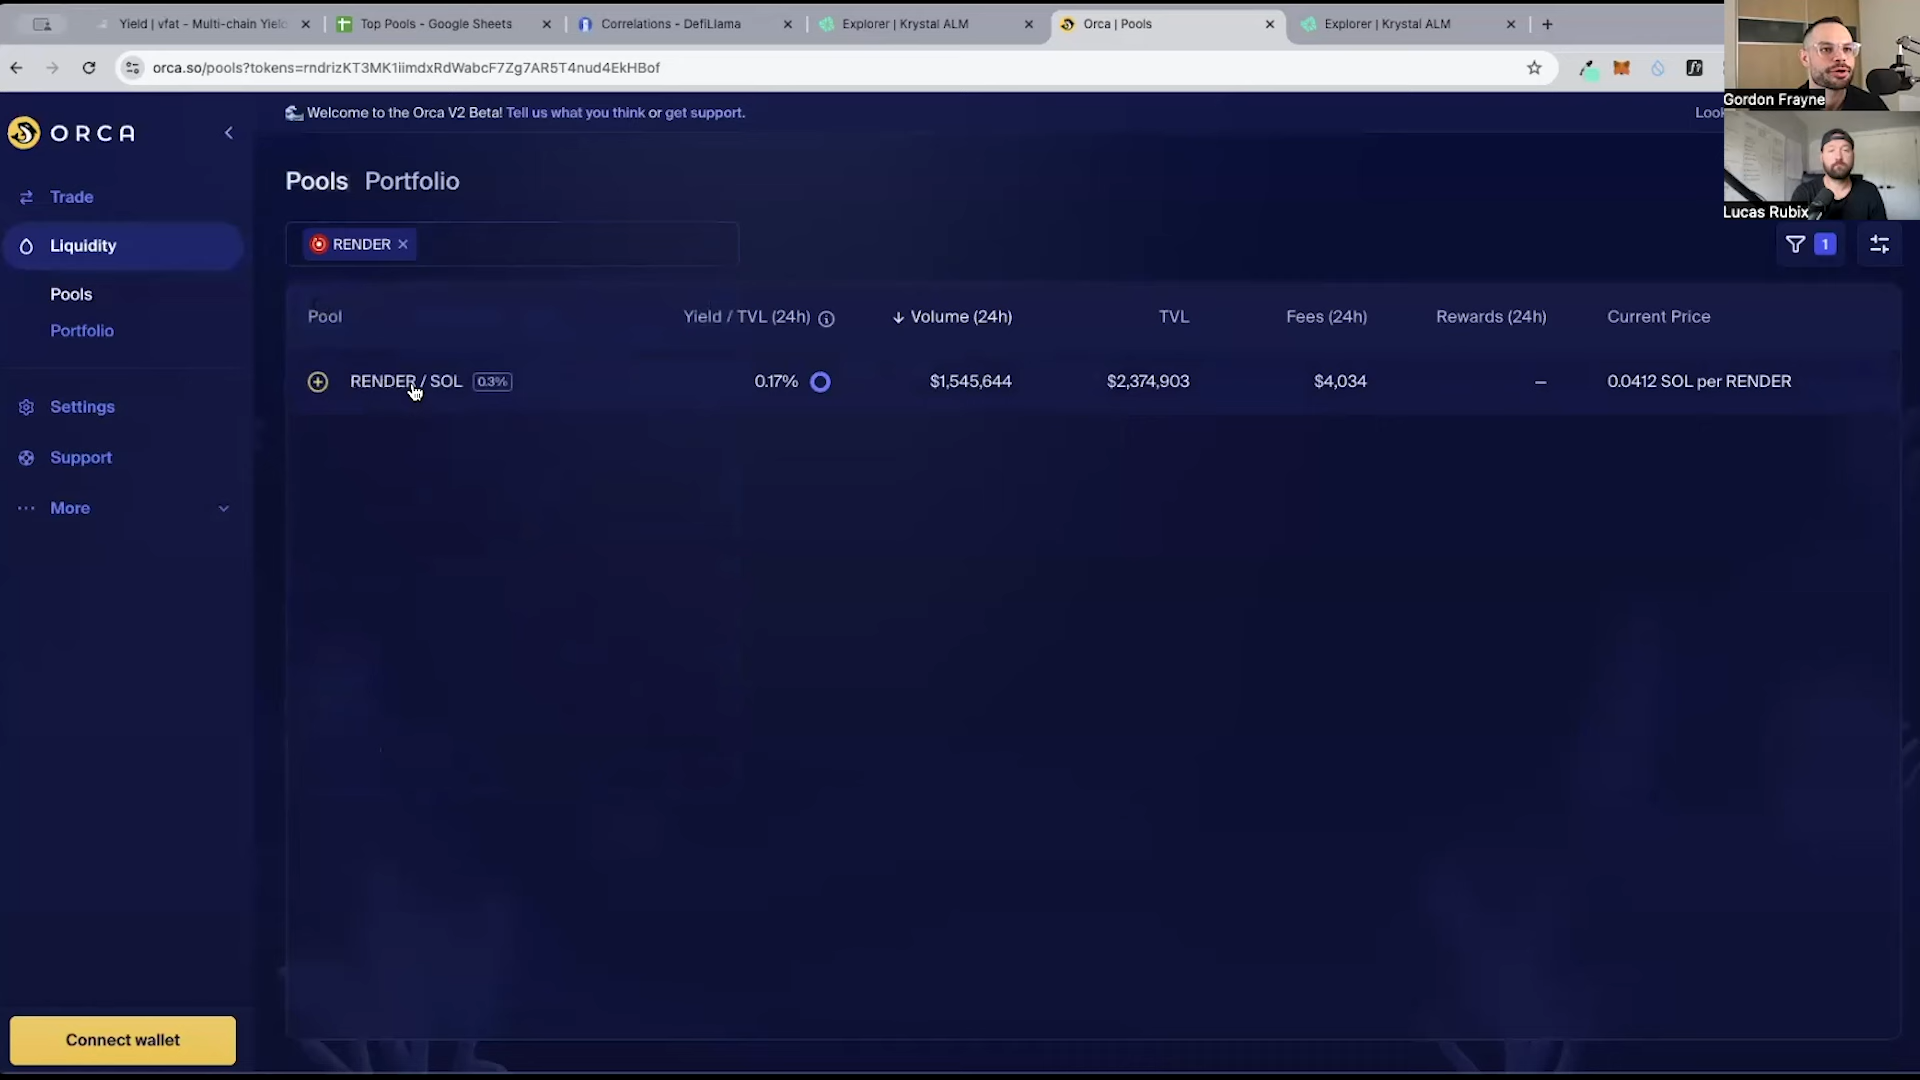 Yield | vfat - Multi-chain Yiel
Top Pools - Google Sheets
Correlations - DefiLlama
Explorer | Krystal ALM
Orca | Pools
Explorer | Krystal ALM
orca.so/pools?tokens=rndrizKT3MK1iimdxRdWabcF7Zg7AR5T4nud4EkHBof
Gordon Frayne
Lucas Rubix
Welcome to the Orca V2 Beta! Tell us what you think or get support.
Look
ORCA
Trade
Liquidity
Pools
Portfolio
Settings
Support
More
Connect wallet
Pools Portfolio
RENDER
1
Pool Yield / TVL (24h) Volume (24h) TVL Fees (24h) Rewards (24h) Current Price
RENDER / SOL 0.3% 0.17% $1,545,644 $2,374,903 $4,034 – 0.0412 SOL per RENDER